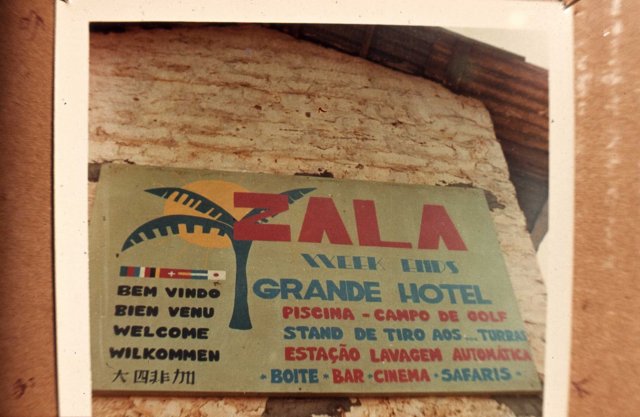 ZALA
WEEK ENDS
GRANDE HOTEL
BEM VINDO
BIEN VENU
WELCOME
WILKOMMEN
大四非加
PISCINA - CAMPO DE GOLF
STAND DE TIRO AOS...TURRAS
ESTAÇÃO LAVAGEM AUTOMÁTICA
• BOITE • BAR • CINEMA • SAFARIS •